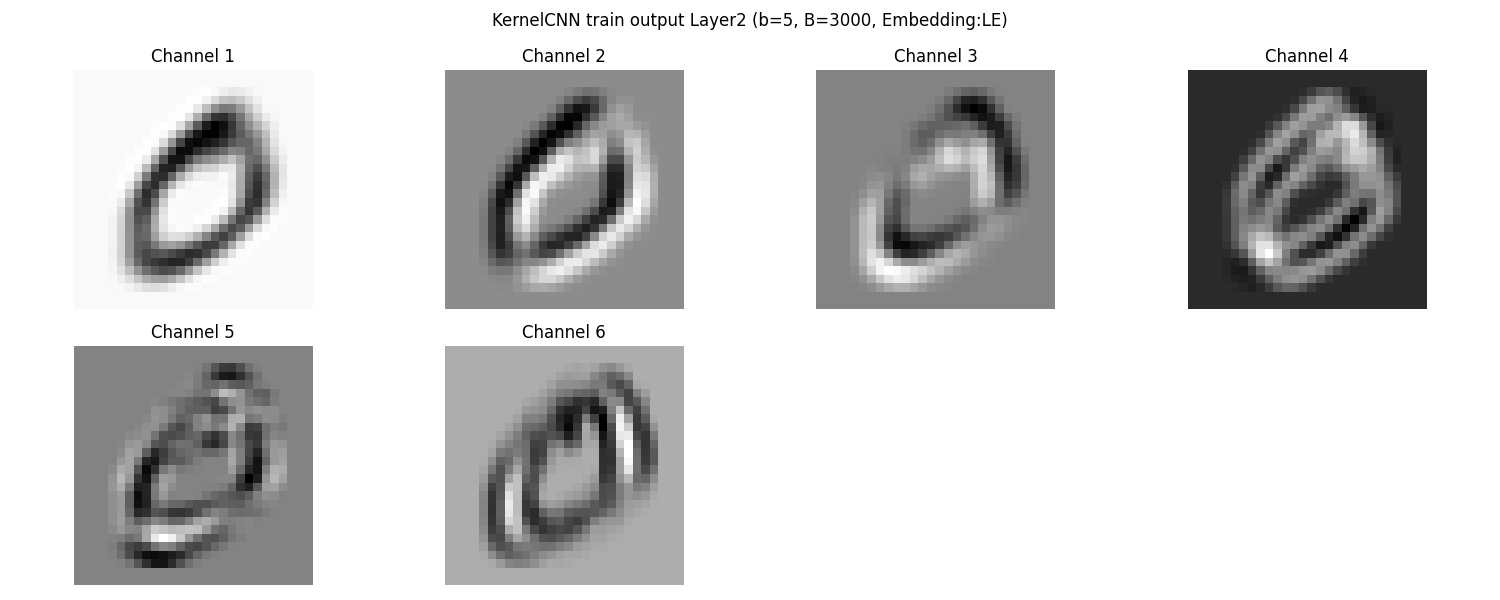 KernelCNN train output Layer2 (b=5, B=3000, Embedding:LE)
Channel 1
Channel 2
Channel 3
Channel 4
Channel 5
Channel 6